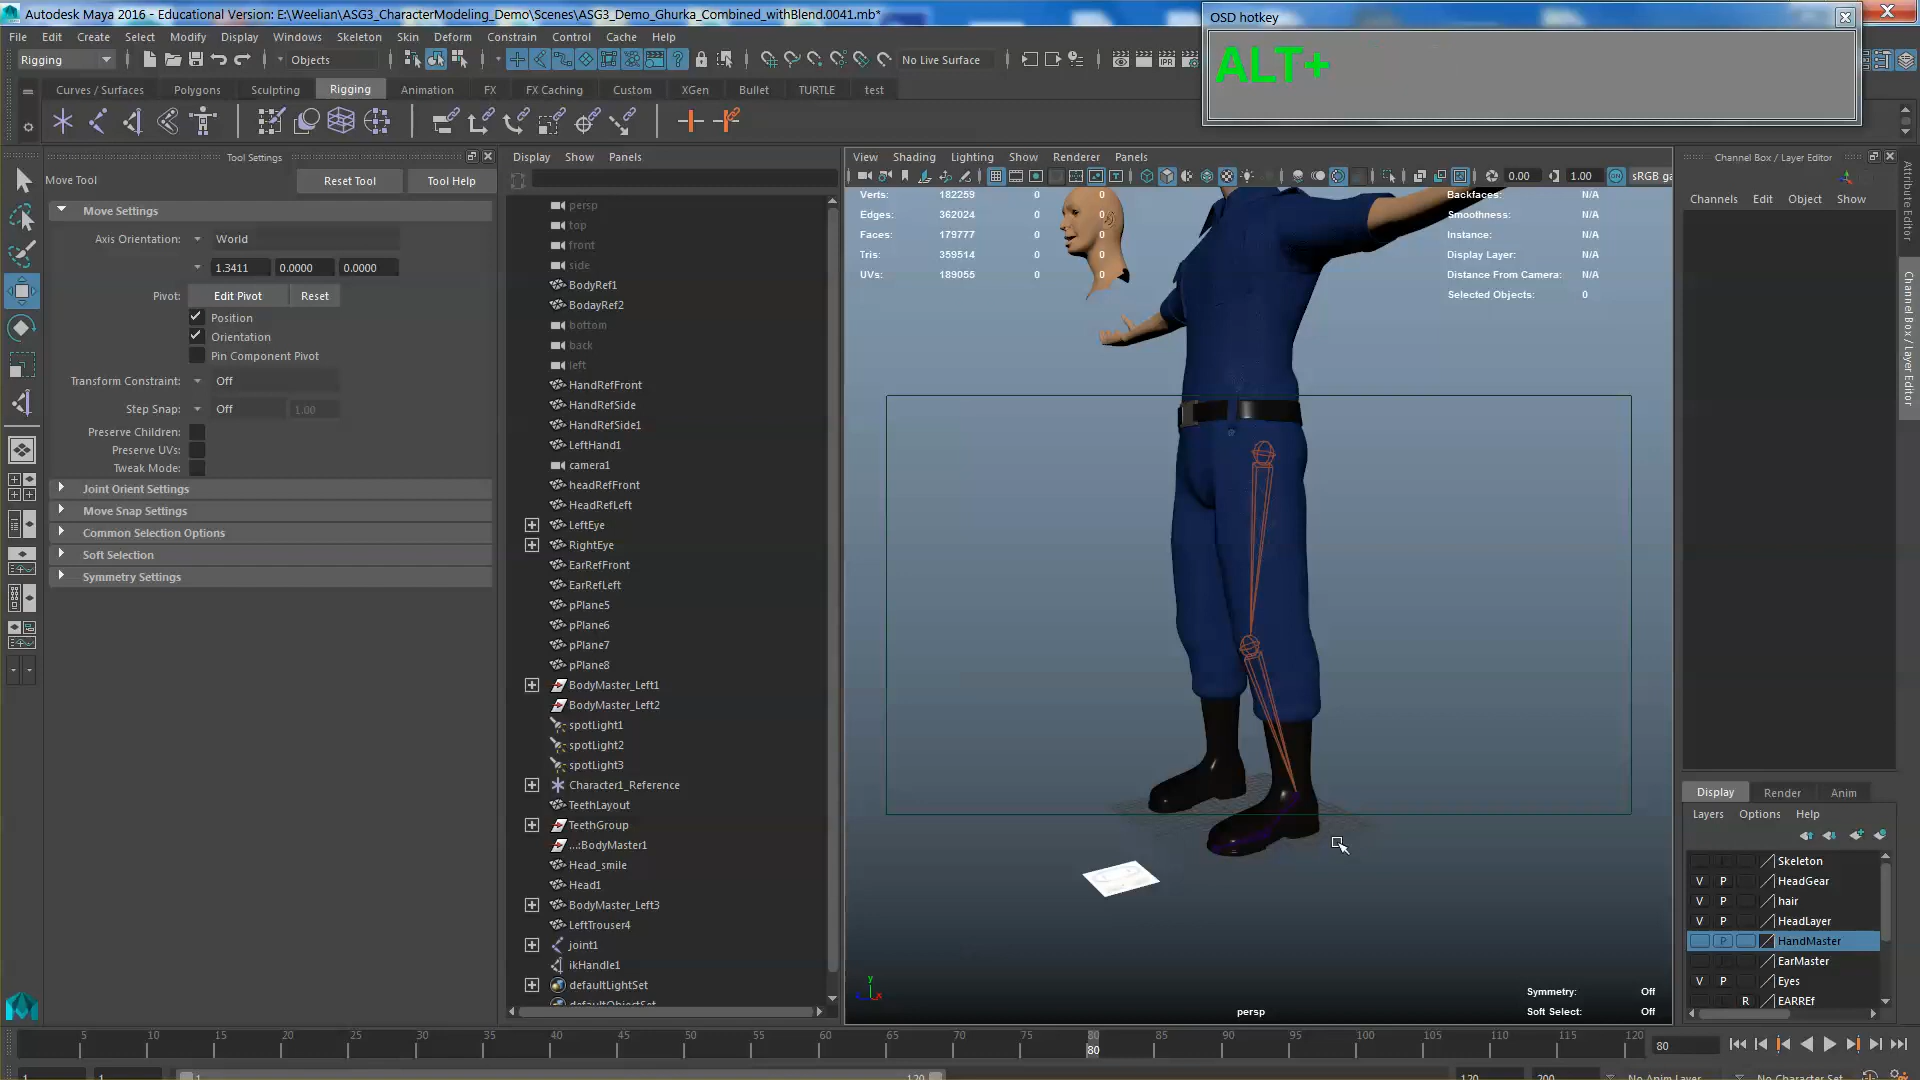 Autodesk Maya 2016 - Educational Version: E:\Weelian\ASG3_CharacterModeling_Demo\Scenes\ASG3_Demo_Ghurka_Combined_withBlend.0041.mb*
OSD hotkey
ALT+
File Edit Create Select Modify Display Windows Skeleton Skin Deform Constrain Control Cache Help
Rigging
Objects
No Live Surface
Curves / Surfaces Polygons Sculpting Rigging Animation FX FX Caching Custom XGen Bullet TURTLE test
Tool Settings
Move Tool
Reset Tool
Tool Help
Move Settings
Axis Orientation: World
1.3411 0.0000 0.0000
Pivot: Edit Pivot Reset
Position
Orientation
Pin Component Pivot
Transform Constraint: Off
Step Snap: Off 1.00
Preserve Children:
Preserve UVs:
Tweak Mode:
Joint Orient Settings
Move Snap Settings
Common Selection Options
Soft Selection
Symmetry Settings
Display Show Panels
persp
top
front
side
BodyRef1
BodayRef2
bottom
back
left
HandRefFront
HandRefSide
HandRefSide1
LeftHand1
camera1
headRefFront
HeadRefLeft
LeftEye
RightEye
EarRefFront
EarRefLeft
pPlane5
pPlane6
pPlane7
pPlane8
BodyMaster_Left1
BodyMaster_Left2
spotLight1
spotLight2
spotLight3
Character1_Reference
TeethLayout
TeethGroup
...:BodyMaster1
Head_smile
Head1
BodyMaster_Left3
LeftTrouser4
joint1
ikHandle1
defaultLightSet
defaultObjectSet
View Shading Lighting Show Renderer Panels
0.00 1.00 sRGB ga
Verts: 182259 0 0
Edges: 362024 0 0
Faces: 179777 0 0
Tris: 359514 0 0
UVs: 189055 0 0
Backfaces: N/A
Smoothness: N/A
Instance: N/A
Display Layer: N/A
Distance From Camera: N/A
Selected Objects: 0
y
x
Symmetry: Off
Soft Select: Off
persp
Channel Box / Layer Editor
Channels Edit Object Show
Attribute Editor
Channel Box / Layer Editor
Display Render Anim
Layers Options Help
Skeleton
V P HeadGear
V P hair
V P HeadLayer
P HandMaster
EarMaster
V P Eyes
R EARREf
5 10 15 20 25 30 35 40 45 50 55 60 65 70 75 80 85 90 95 100 105 110 115 120
80
80
1 1 1 120 120 200 No Anim Layer No Character Set